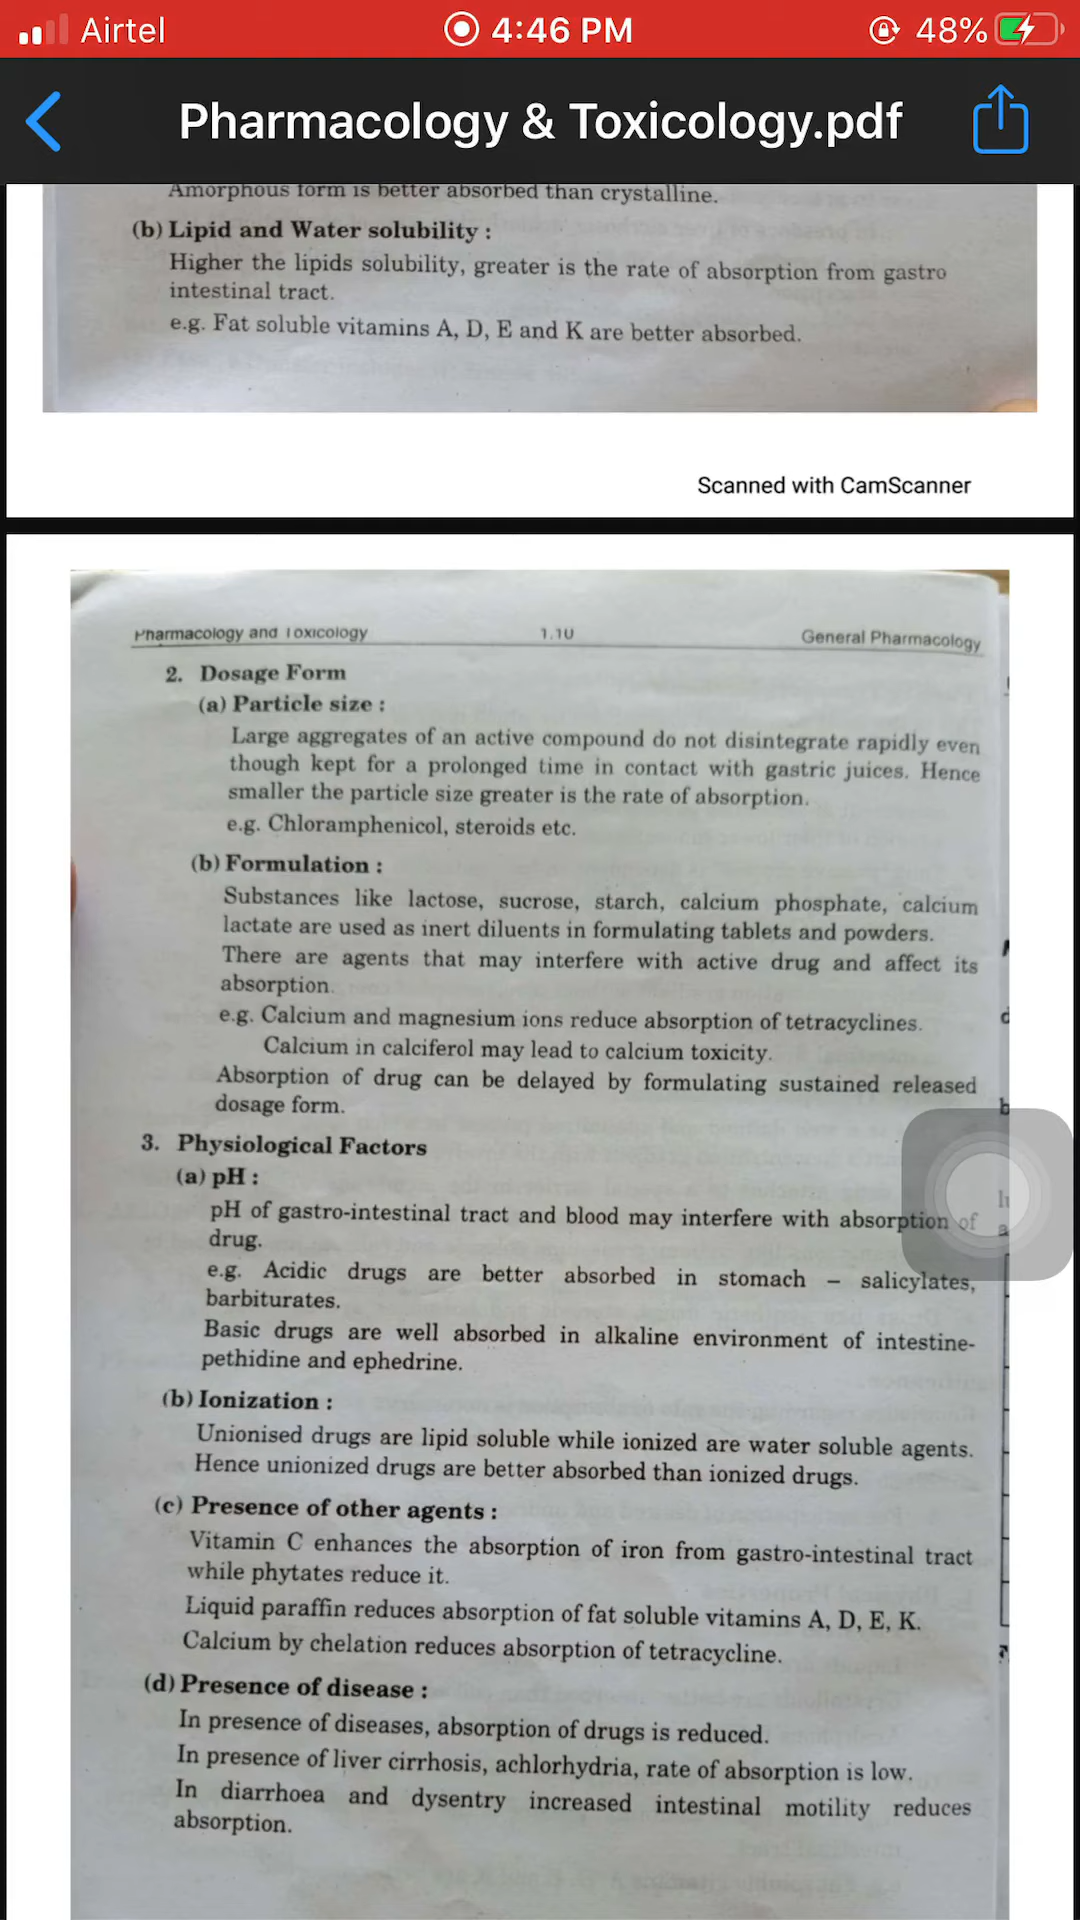 Airtel
4:46 PM
48%
Pharmacology & Toxicology.pdf
Amorphous form is better absorbed than crystalline.
(b) Lipid and Water solubility :
Higher the lipids solubility, greater is the rate of absorption from gastro
intestinal tract.
e.g. Fat soluble vitamins A, D, E and K are better absorbed.
Scanned with CamScanner
Pharmacology and Toxicology 1.10 General Pharmacology
2. Dosage Form
(a) Particle size :
Large aggregates of an active compound do not disintegrate rapidly even
though kept for a prolonged time in contact with gastric juices. Hence
smaller the particle size greater is the rate of absorption.
e.g. Chloramphenicol, steroids etc.
(b) Formulation :
Substances like lactose, sucrose, starch, calcium phosphate, calcium
lactate are used as inert diluents in formulating tablets and powders.
There are agents that may interfere with active drug and affect its
absorption.
e.g. Calcium and magnesium ions reduce absorption of tetracyclines.
Calcium in calciferol may lead to calcium toxicity.
Absorption of drug can be delayed by formulating sustained released
dosage form.
3. Physiological Factors
(a) pH :
pH of gastro-intestinal tract and blood may interfere with absorption of
drug.
e.g. Acidic drugs are better absorbed in stomach – salicylates,
barbiturates.
Basic drugs are well absorbed in alkaline environment of intestine-
pethidine and ephedrine.
(b) Ionization :
Unionised drugs are lipid soluble while ionized are water soluble agents.
Hence unionized drugs are better absorbed than ionized drugs.
(c) Presence of other agents :
Vitamin C enhances the absorption of iron from gastro-intestinal tract
while phytates reduce it.
Liquid paraffin reduces absorption of fat soluble vitamins A, D, E, K.
Calcium by chelation reduces absorption of tetracycline.
(d) Presence of disease :
In presence of diseases, absorption of drugs is reduced.
In presence of liver cirrhosis, achlorhydria, rate of absorption is low.
In diarrhoea and dysentry increased intestinal motility reduces
absorption.